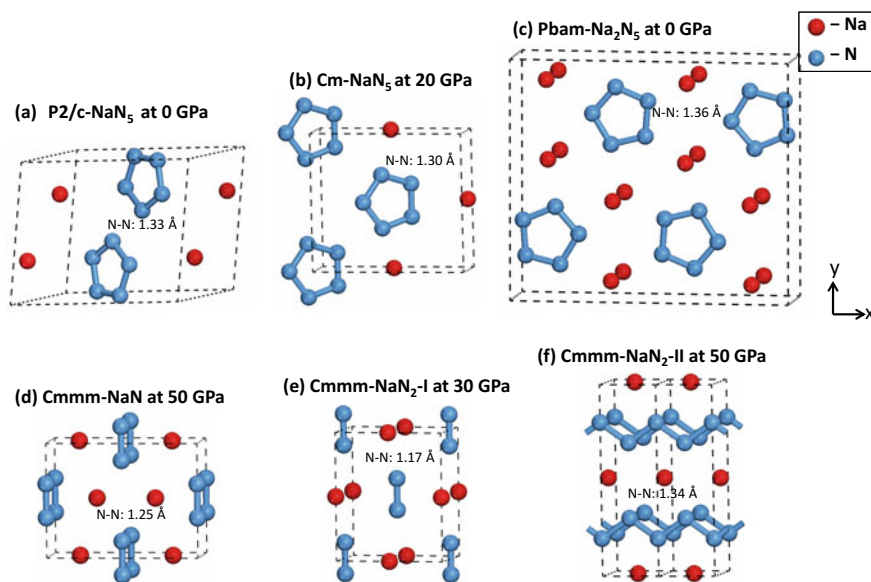 (c) Pbam-Na₂N₅ at 0 GPa
– Na
– N
(b) Cm-NaN₅ at 20 GPa
(a) P2/c-NaN₅ at 0 GPa
N-N: 1.36 Å
N-N: 1.30 Å
N-N: 1.33 Å
y
x
(f) Cmmm-NaN₂-II at 50 GPa
(d) Cmmm-NaN at 50 GPa
(e) Cmmm-NaN₂-I at 30 GPa
N-N: 1.17 Å
N-N: 1.34 Å
N-N: 1.25 Å